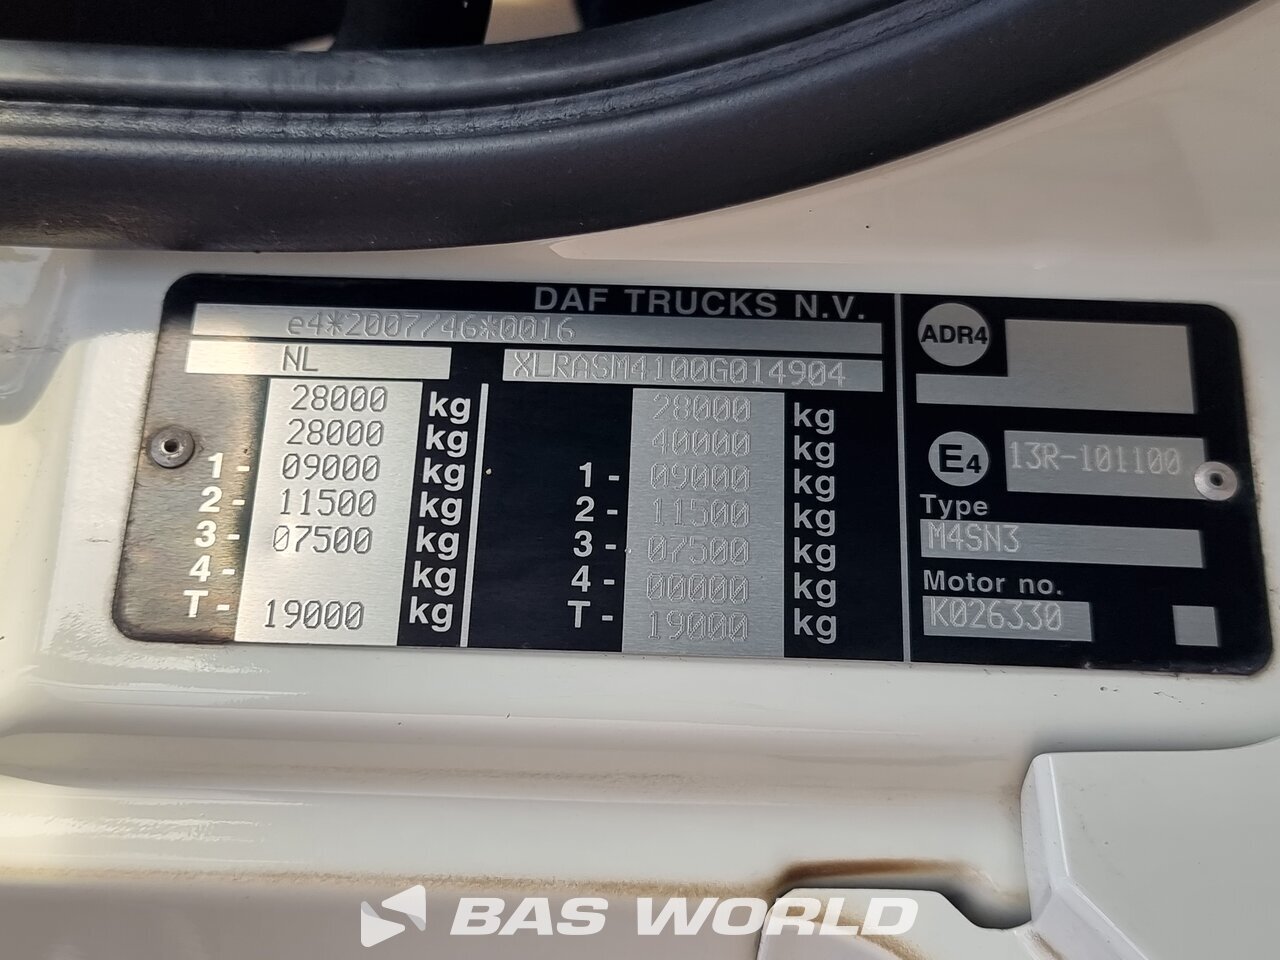 DAF TRUCKS N.V.
e4*2007/46*0016
NL XLRASM4100G014904
28000 kg 28000 kg
28000 kg 40000 kg
1- 09000 kg 1- 09000 kg
2- 11500 kg 2- 11500 kg
3- 07500 kg 3- 07500 kg
4- kg 4- 00000 kg
T- 19000 kg T- 19000 kg
ADR4
E4 13R-101100
Type
M4SN3
Motor no.
K026330
BAS WORLD